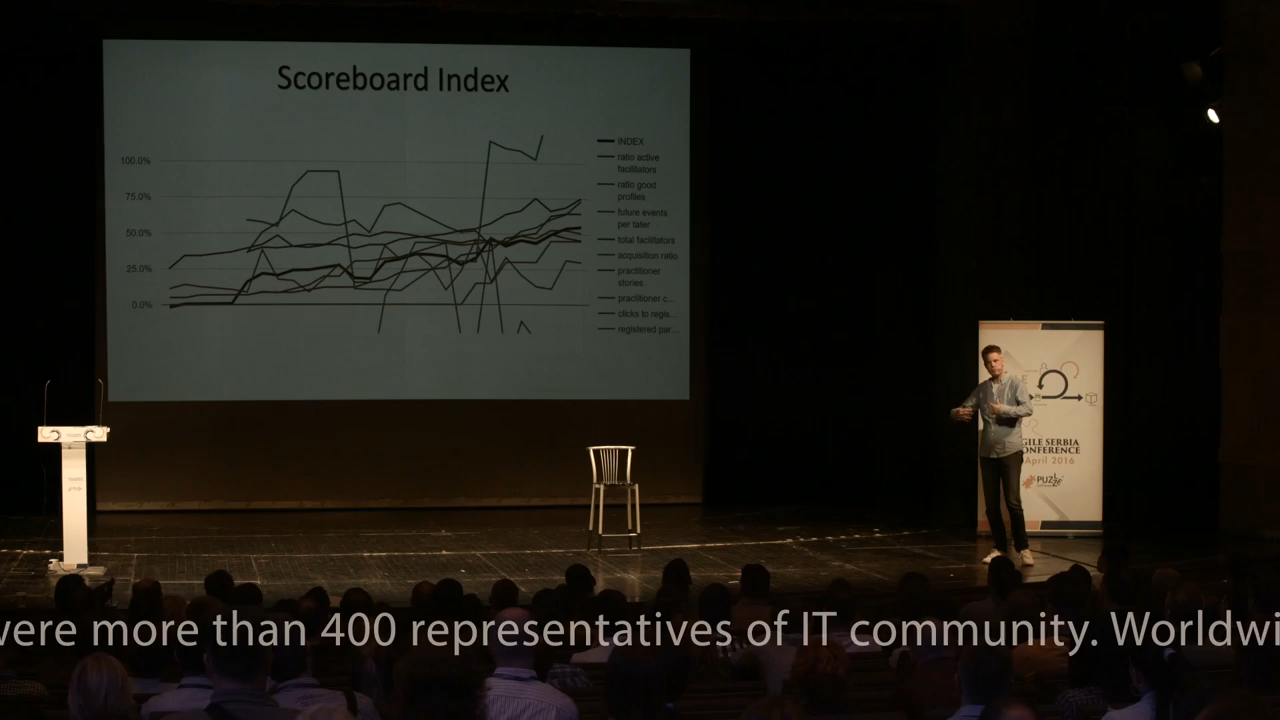 Scoreboard Index
100.0%
75.0%
50.0%
25.0%
0.0%
INDEX
ratio active
facilitators
ratio good
profiles
future events
per tater
total facilitators
acquisition ratio
practitioner
stories
practitioner c...
clicks to regis...
registered par...
GILE SERBIA
ONFERENCE
April 2016
PUZZLE
were more than 400 representatives of IT community. Worldwi